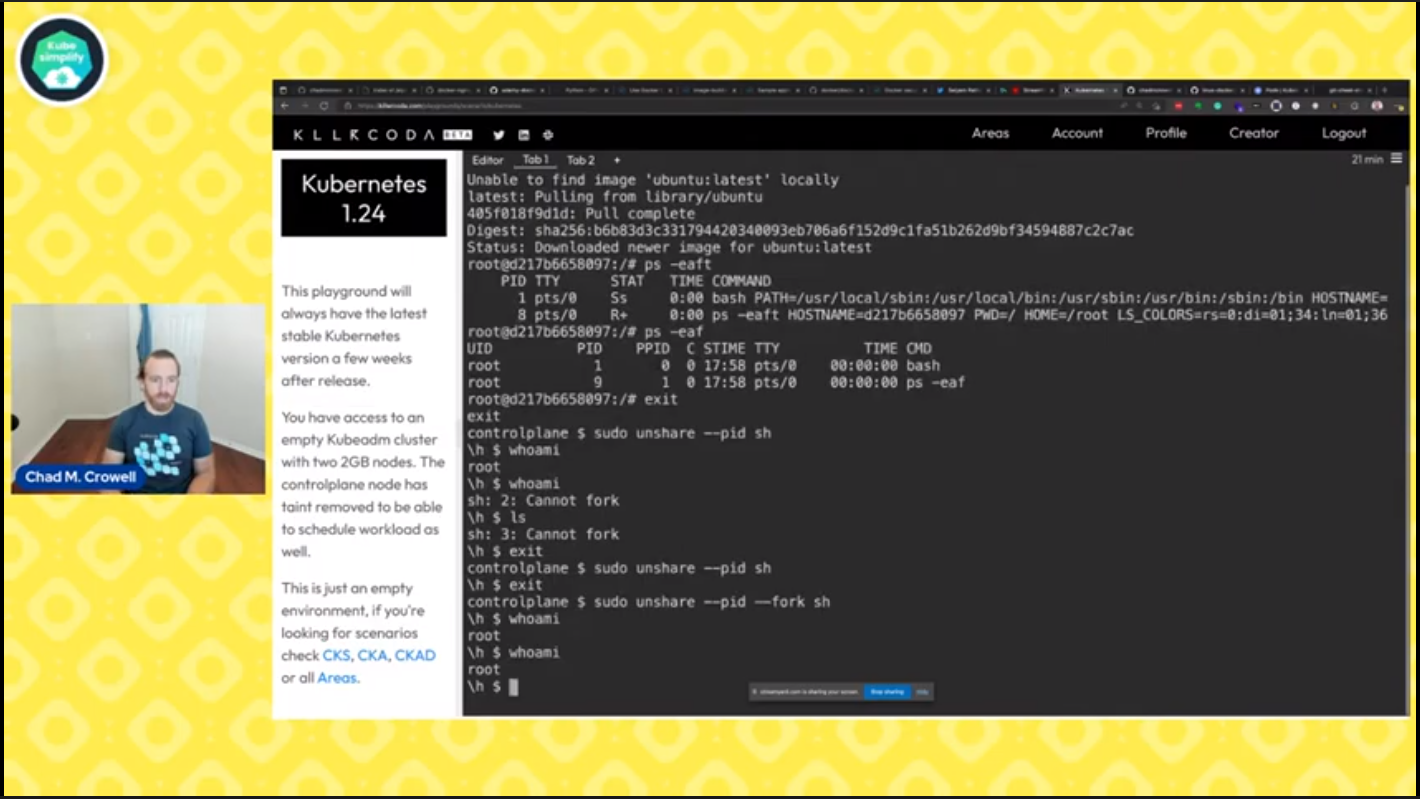 Kube
simplify
KLLRCODA BETA
Areas Account Profile Creator Logout
Kubernetes
1.24
This playground will
always have the latest
stable Kubernetes
version a few weeks
after release.
You have access to an
empty Kubeadm cluster
with two 2GB nodes. The
controlplane node has
taint removed to be able
to schedule workload as
well.
This is just an empty
environment, if you're
looking for scenarios
check CKS, CKA, CKAD
or all Areas.
Editor Tab 1 Tab 2 +
21 min
Unable to find image 'ubuntu:latest' locally
latest: Pulling from library/ubuntu
405f018f9d1d: Pull complete
Digest: sha256:b6b83d3c331794420340093eb706a6f152d9c1fa51b262d9bf34594887c2c7ac
Status: Downloaded newer image for ubuntu:latest
root@d217b6658097:/# ps -eaft
PID TTY STAT TIME COMMAND
1 pts/0 Ss 0:00 bash PATH=/usr/local/sbin:/usr/local/bin:/usr/sbin:/usr/bin:/sbin:/bin HOSTNAME=
8 pts/0 R+ 0:00 ps -eaft HOSTNAME=d217b6658097 PWD=/ HOME=/root LS_COLORS=rs=0:di=01;34:ln=01;36
root@d217b6658097:/# ps -eaf
UID PID PPID C STIME TTY TIME CMD
root 1 0 0 17:58 pts/0 00:00:00 bash
root 9 1 0 17:58 pts/0 00:00:00 ps -eaf
root@d217b6658097:/# exit
exit
controlplane $ sudo unshare --pid sh
\h $ whoami
root
\h $ whoami
sh: 2: Cannot fork
\h $ ls
sh: 3: Cannot fork
\h $ exit
controlplane $ sudo unshare --pid sh
\h $ exit
controlplane $ sudo unshare --pid --fork sh
\h $ whoami
root
\h $ whoami
root
\h $
streamyard.com is sharing your screen. Stop sharing Hide
Chad M. Crowell